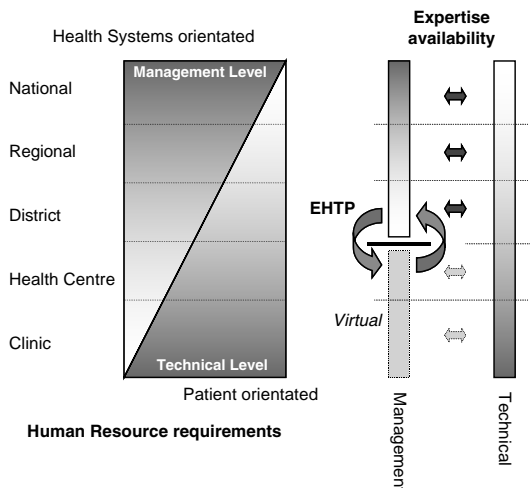 Health Systems orientated
Expertise
availability
Management Level
National
Regional
District
EHTP
Health Centre
Virtual
Clinic
Technical Level
Patient orientated
Human Resource requirements
Management
Technical